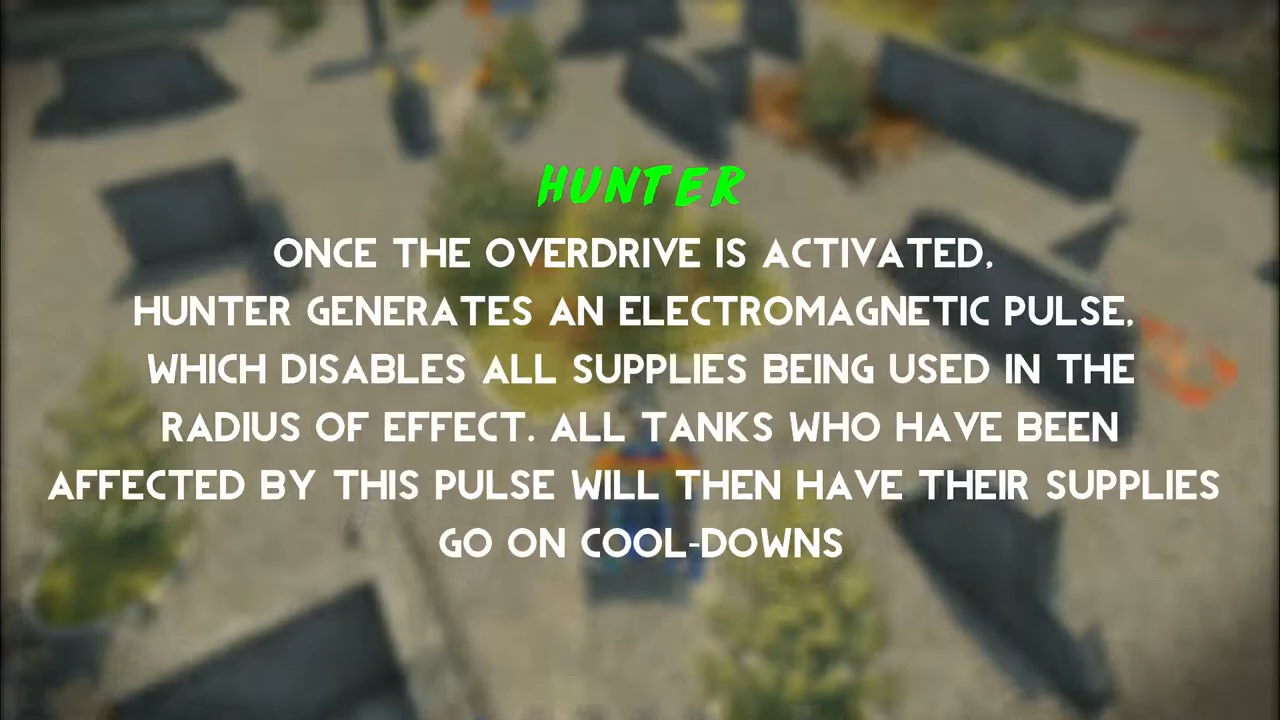 HUNTER
ONCE THE OVERDRIVE IS ACTIVATED,
HUNTER GENERATES AN ELECTROMAGNETIC PULSE,
WHICH DISABLES ALL SUPPLIES BEING USED IN THE
RADIUS OF EFFECT. ALL TANKS WHO HAVE BEEN
AFFECTED BY THIS PULSE WILL THEN HAVE THEIR SUPPLIES
GO ON COOL-DOWNS